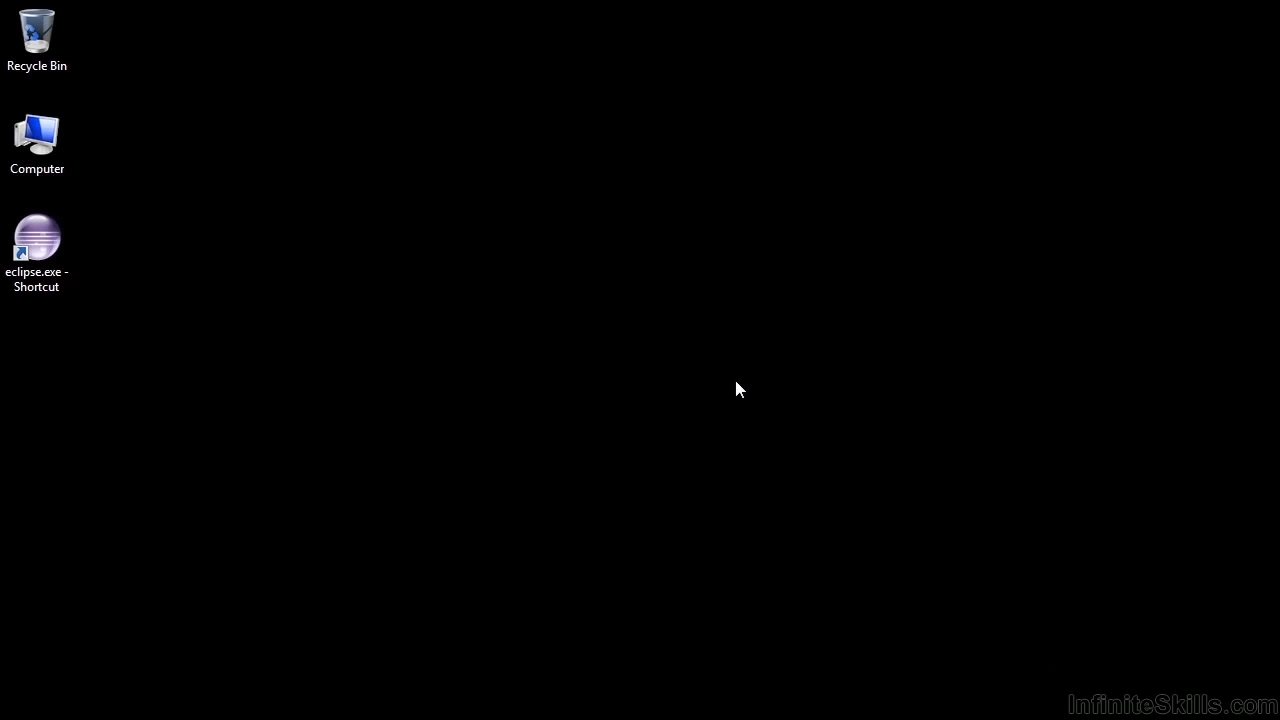 Recycle Bin
Computer
eclipse.exe -
Shortcut
InfiniteSkills.com